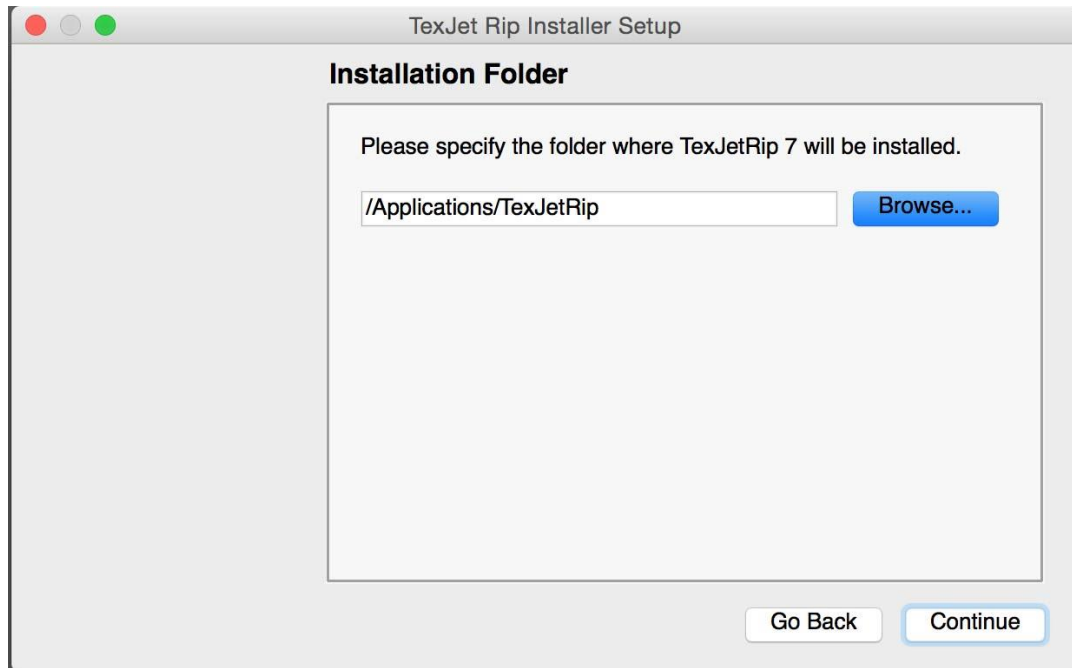 TexJet Rip Installer Setup
Installation Folder
Please specify the folder where TexJetRip 7 will be installed.
/Applications/TexJetRip
Browse...
Go Back
Continue